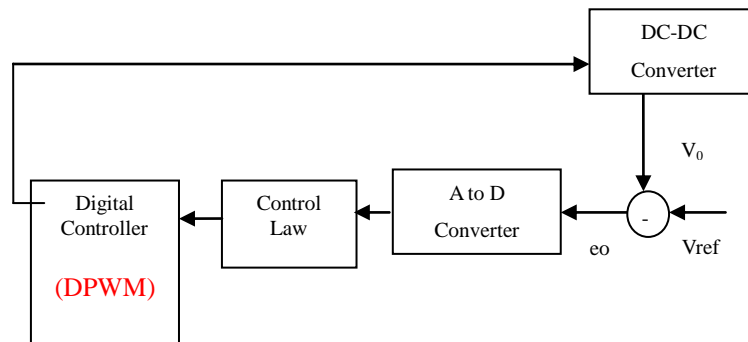 DC-DC
Converter
V₀
A to D
Converter
Digital
Controller
(DPWM)
Control
Law
-
eo
Vref